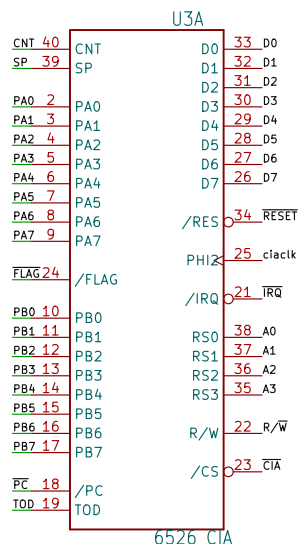 U3A
CNT 40 CNT D0 33 D0
SP 39 SP D1 32 D1
D2 31 D2
PA0 2 PA0 D3 30 D3
PA1 3 PA1 D4 29 D4
PA2 4 PA2 D5 28 D5
PA3 5 PA3 D6 27 D6
PA4 6 PA4 D7 26 D7
PA5 7 PA5
PA6 8 PA6 /RES 34 RESET
PA7 9 PA7
PHI2 25 ciaclk
FLAG 24 /FLAG
/IRQ 21 IRQ
PB0 10 PB0
PB1 11 PB1 RS0 38 A0
PB2 12 PB2 RS1 37 A1
PB3 13 PB3 RS2 36 A2
PB4 14 PB4 RS3 35 A3
PB5 15 PB5
PB6 16 PB6 R/W 22 R/W
PB7 17 PB7
/CS 23 CIA
PC 18 /PC
TOD 19 TOD
6526 CIA